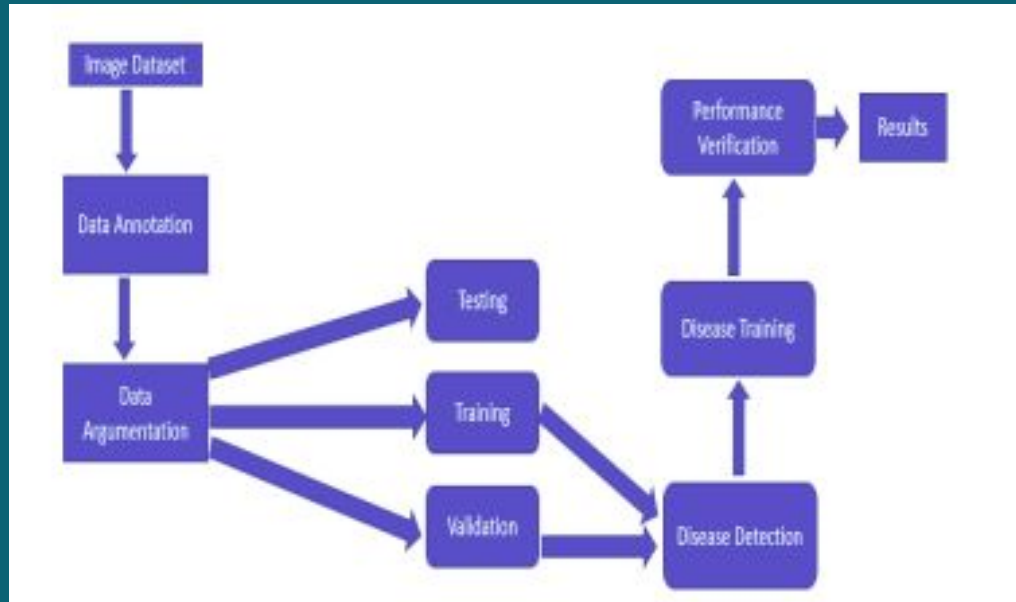 Image Dataset
Data Annotation
Data
Argumentation
Testing
Training
Validation
Disease Detection
Disease Training
Performance
Verification
Results